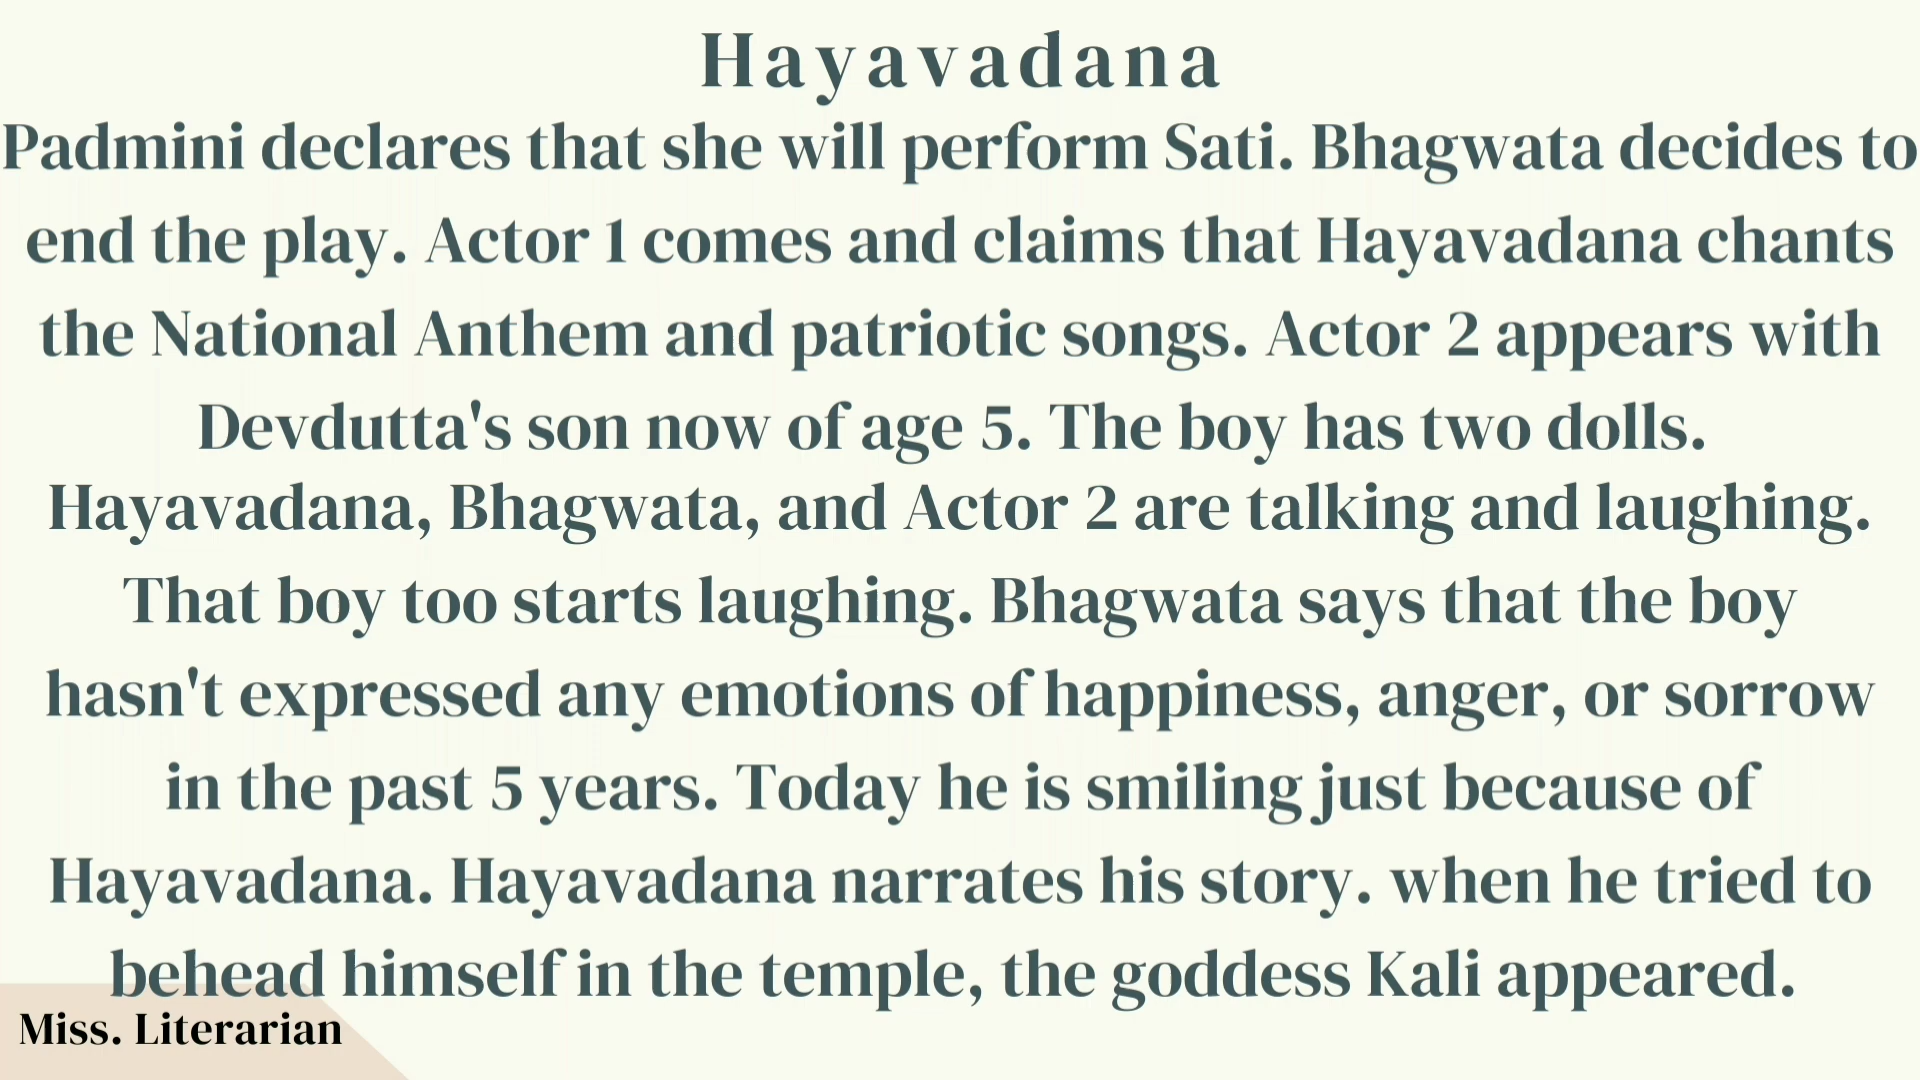 Hayavadana
Padmini declares that she will perform Sati. Bhagwata decides to
end the play. Actor 1 comes and claims that Hayavadana chants
the National Anthem and patriotic songs. Actor 2 appears with
Devdutta's son now of age 5. The boy has two dolls.
Hayavadana, Bhagwata, and Actor 2 are talking and laughing.
That boy too starts laughing. Bhagwata says that the boy
hasn't expressed any emotions of happiness, anger, or sorrow
in the past 5 years. Today he is smiling just because of
Hayavadana. Hayavadana narrates his story. when he tried to
behead himself in the temple, the goddess Kali appeared.
Miss. Literarian